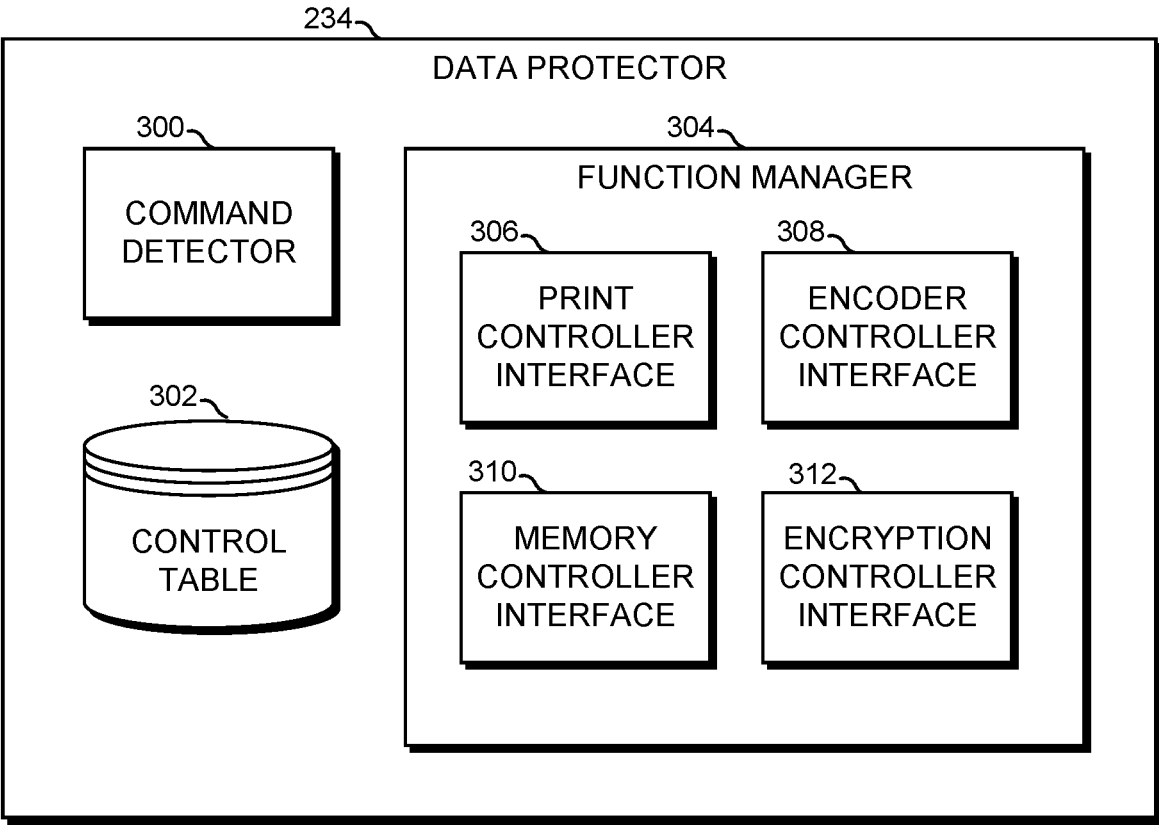 234
DATA PROTECTOR
300
COMMAND
DETECTOR
302
CONTROL
TABLE
304
FUNCTION MANAGER
306
PRINT
CONTROLLER
INTERFACE
308
ENCODER
CONTROLLER
INTERFACE
310
MEMORY
CONTROLLER
INTERFACE
312
ENCRYPTION
CONTROLLER
INTERFACE